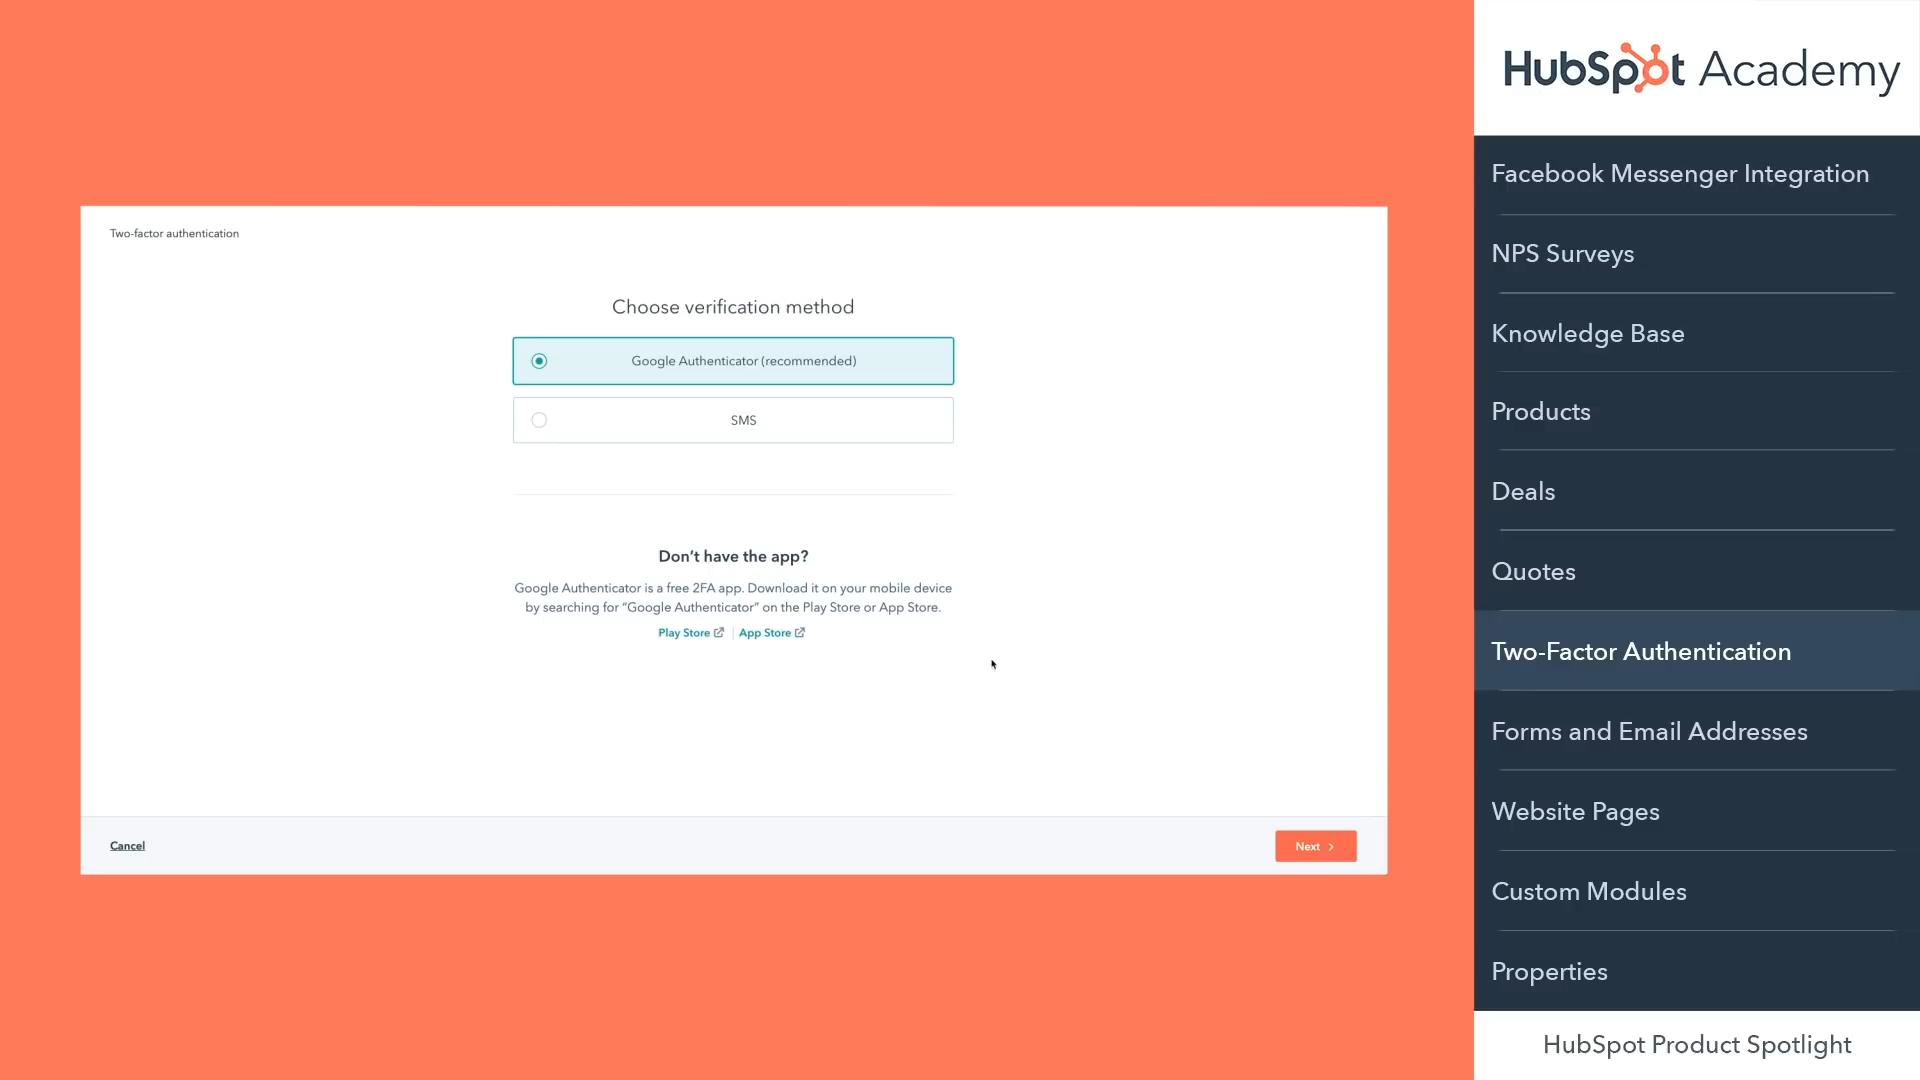 Two-factor authentication
Choose verification method
Google Authenticator (recommended)
SMS
Don’t have the app?
Google Authenticator is a free 2FA app. Download it on your mobile device
by searching for “Google Authenticator” on the Play Store or App Store.
Play Store | App Store
Cancel
Next
HubSpot Academy
Facebook Messenger Integration
NPS Surveys
Knowledge Base
Products
Deals
Quotes
Two-Factor Authentication
Forms and Email Addresses
Website Pages
Custom Modules
Properties
HubSpot Product Spotlight